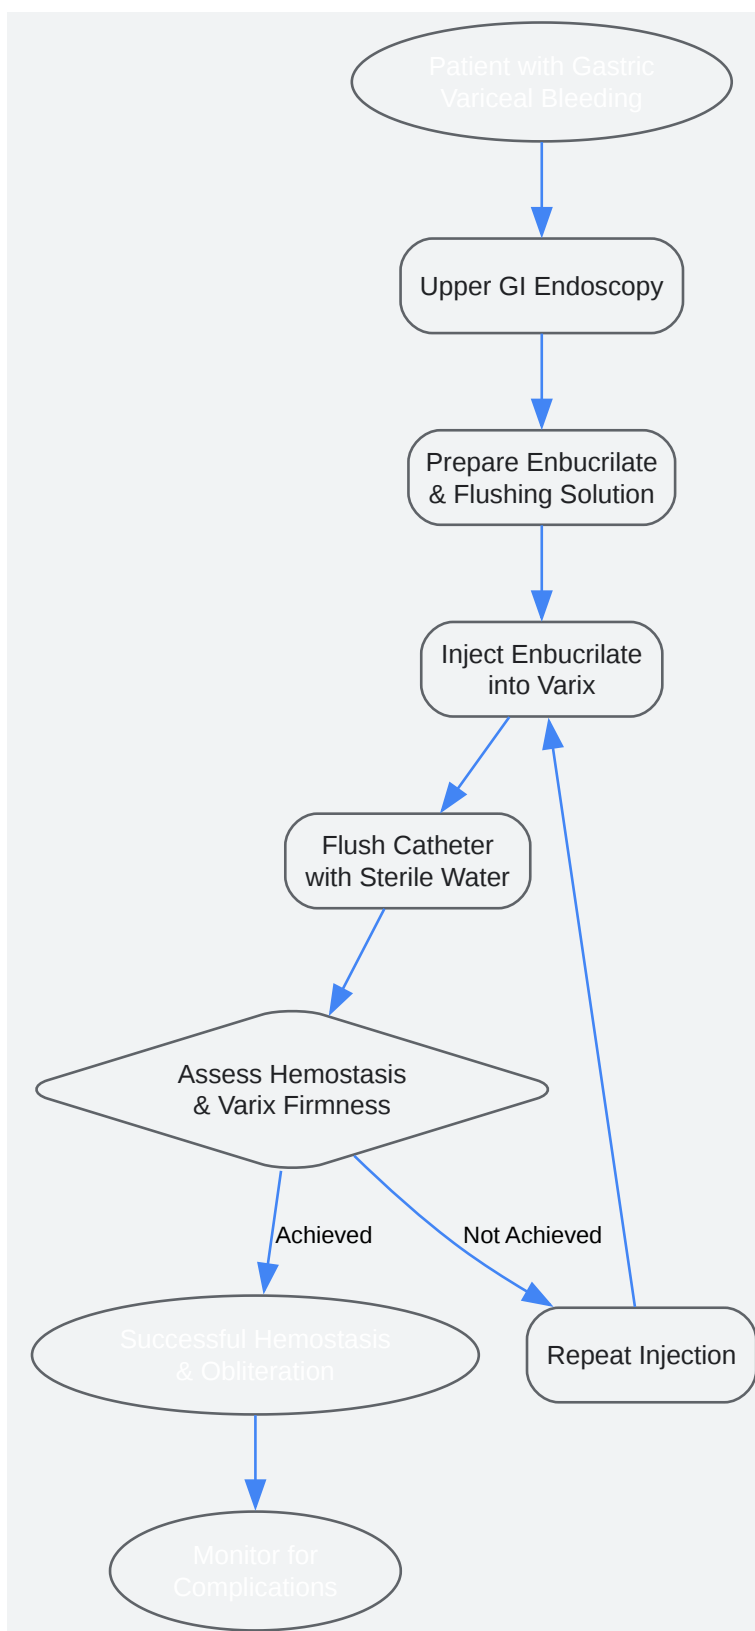 Patient with Gastric
Variceal Bleeding
Upper GI Endoscopy
Prepare Enbucrilate
& Flushing Solution
Inject Enbucrilate
into Varix
Flush Catheter
with Sterile Water
Assess Hemostasis
& Varix Firmness
Achieved
Not Achieved
Successful Hemostasis
& Obliteration
Repeat Injection
Monitor for
Complications